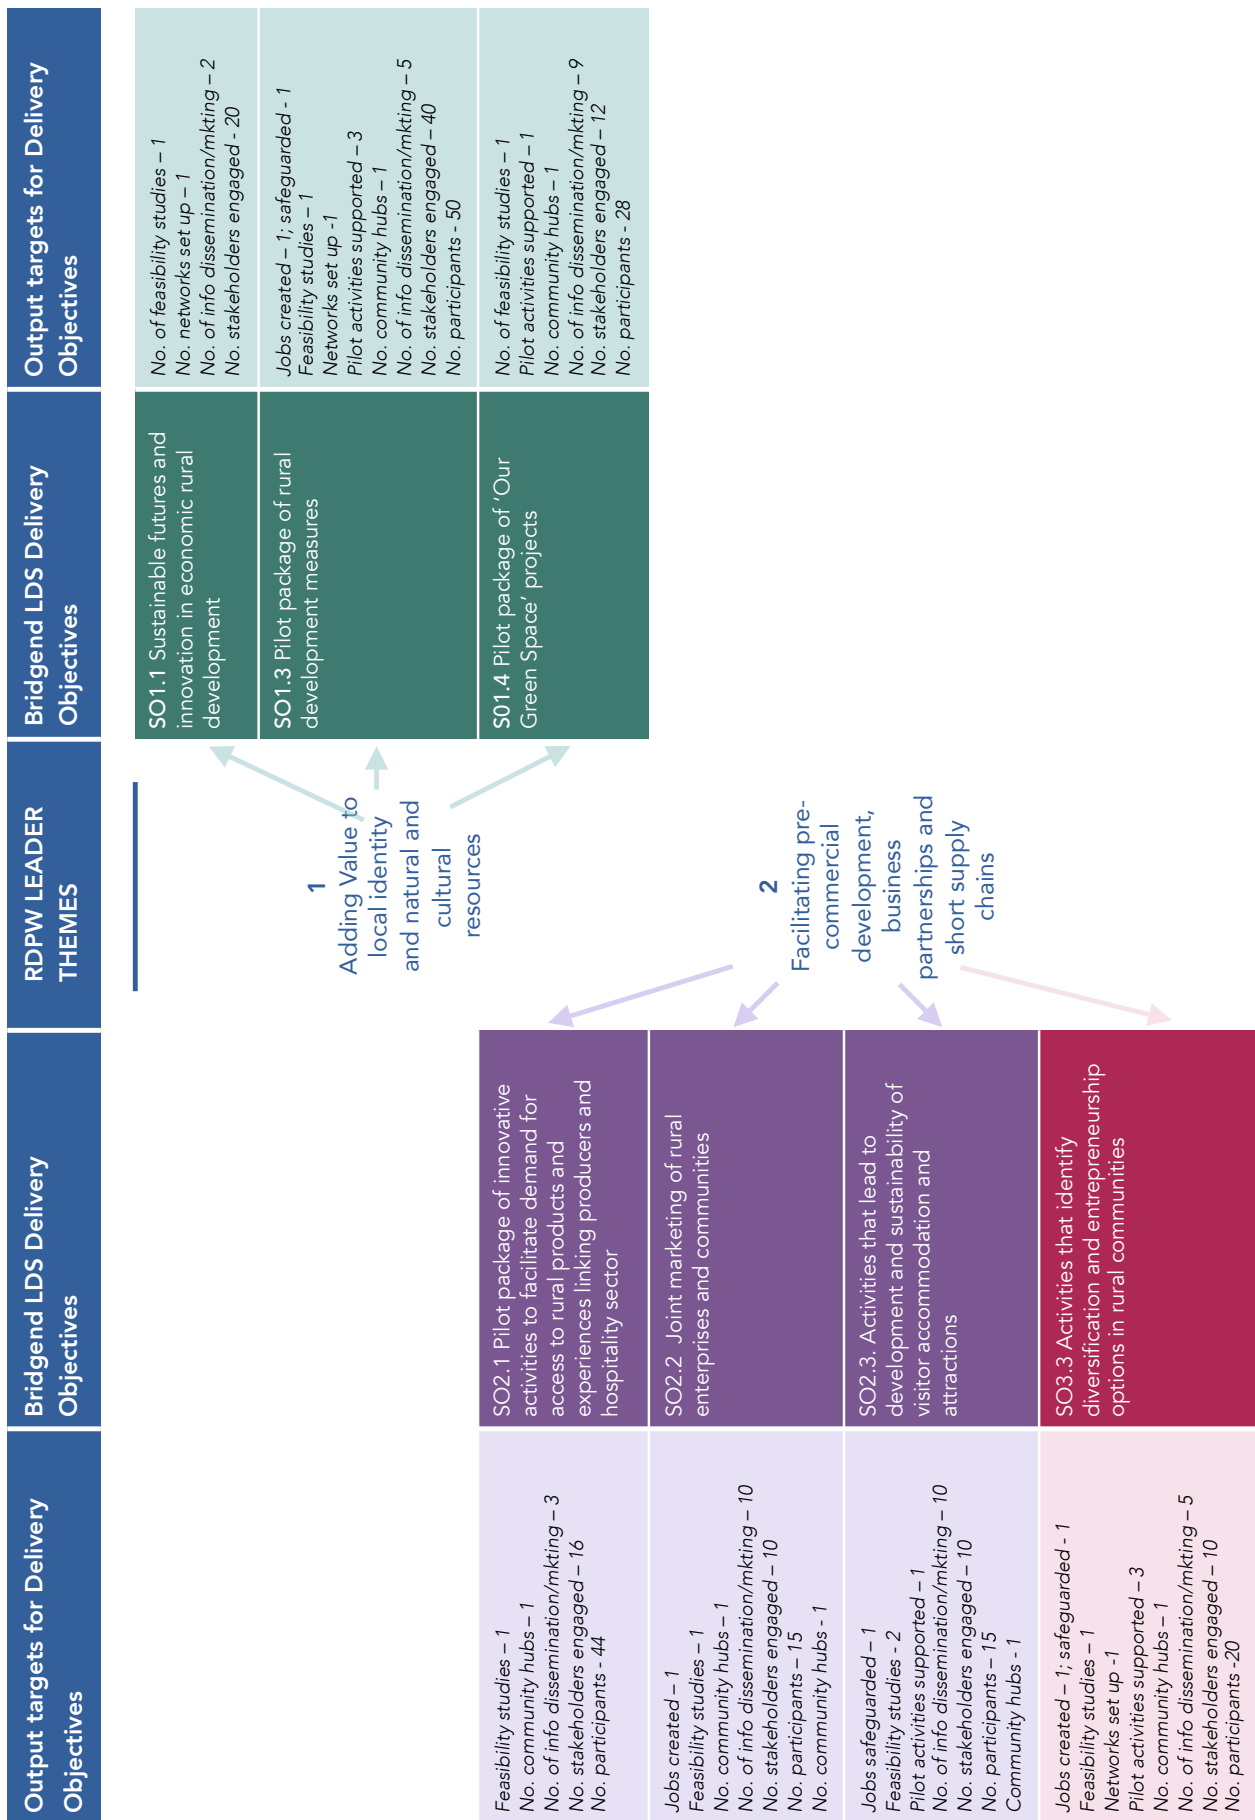 Output targets for Delivery
Objectives
Bridgend LDS Delivery
Objectives
RDPW LEADER
THEMES
Bridgend LDS Delivery
Objectives
Output targets for Delivery
Objectives
1
Adding Value to
local identity
and natural and
cultural
resources
SO1.1 Sustainable futures and
innovation in economic rural
development
No. of feasibility studies – 1
No. networks set up – 1
No. of info dissemination/mkting – 2
No. stakeholders engaged - 20
SO1.3 Pilot package of rural
development measures
Jobs created – 1; safeguarded - 1
Feasibility studies – 1
Networks set up -1
Pilot activities supported – 3
No. community hubs – 1
No. of info dissemination/mkting – 5
No. stakeholders engaged – 40
No. participants - 50
S01.4 Pilot package of ‘Our
Green Space’ projects
No. of feasibility studies – 1
Pilot activities supported – 1
No. community hubs – 1
No. of info dissemination/mkting – 9
No. stakeholders engaged – 12
No. participants - 28
2
Facilitating pre-
commercial
development,
business
partnerships and
short supply
chains
SO2.1 Pilot package of innovative
activities to facilitate demand for
access to rural products and
experiences linking producers and
hospitality sector
Feasibility studies – 1
No. community hubs – 1
No. of info dissemination/mkting – 3
No. stakeholders engaged – 16
No. participants - 44
SO2.2 Joint marketing of rural
enterprises and communities
Jobs created – 1
Feasibility studies – 1
No. community hubs – 1
No. of info dissemination/mkting – 10
No. stakeholders engaged – 10
No. participants – 15
No. community hubs - 1
SO2.3. Activities that lead to
development and sustainability of
visitor accommodation and
attractions
Jobs safeguarded – 1
Feasibility studies - 2
Pilot activities supported – 1
No. of info dissemination/mkting – 10
No. stakeholders engaged – 10
No. participants – 15
Community hubs - 1
SO3.3 Activities that identify
diversification and entrepreneurship
options in rural communities
Jobs created – 1; safeguarded - 1
Feasibility studies – 1
Networks set up -1
Pilot activities supported – 3
No. community hubs – 1
No. of info dissemination/mkting – 5
No. stakeholders engaged – 10
No. participants -20